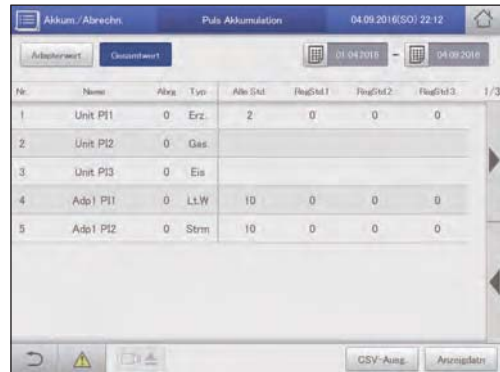 Akkum./Abrechn. Puls Akkumulation 04.09.2016(SO) 22:12
Adapterwert Gesamtwert 01.04.2016 - 04.09.2016
Nr. Name Abrg Typ Alle Std. RegStd.1 RegStd.2 RegStd.3 1/3
1 Unit PI1 0 Erz. 2 0 0 0
2 Unit PI2 0 Gas.
3 Unit PI3 0 Eis
4 Adp1 PI1 0 Lt.W 10 0 0 0
5 Adp1 PI2 0 Strm 10 0 0 0
CSV-Ausg. Anzeigdatn